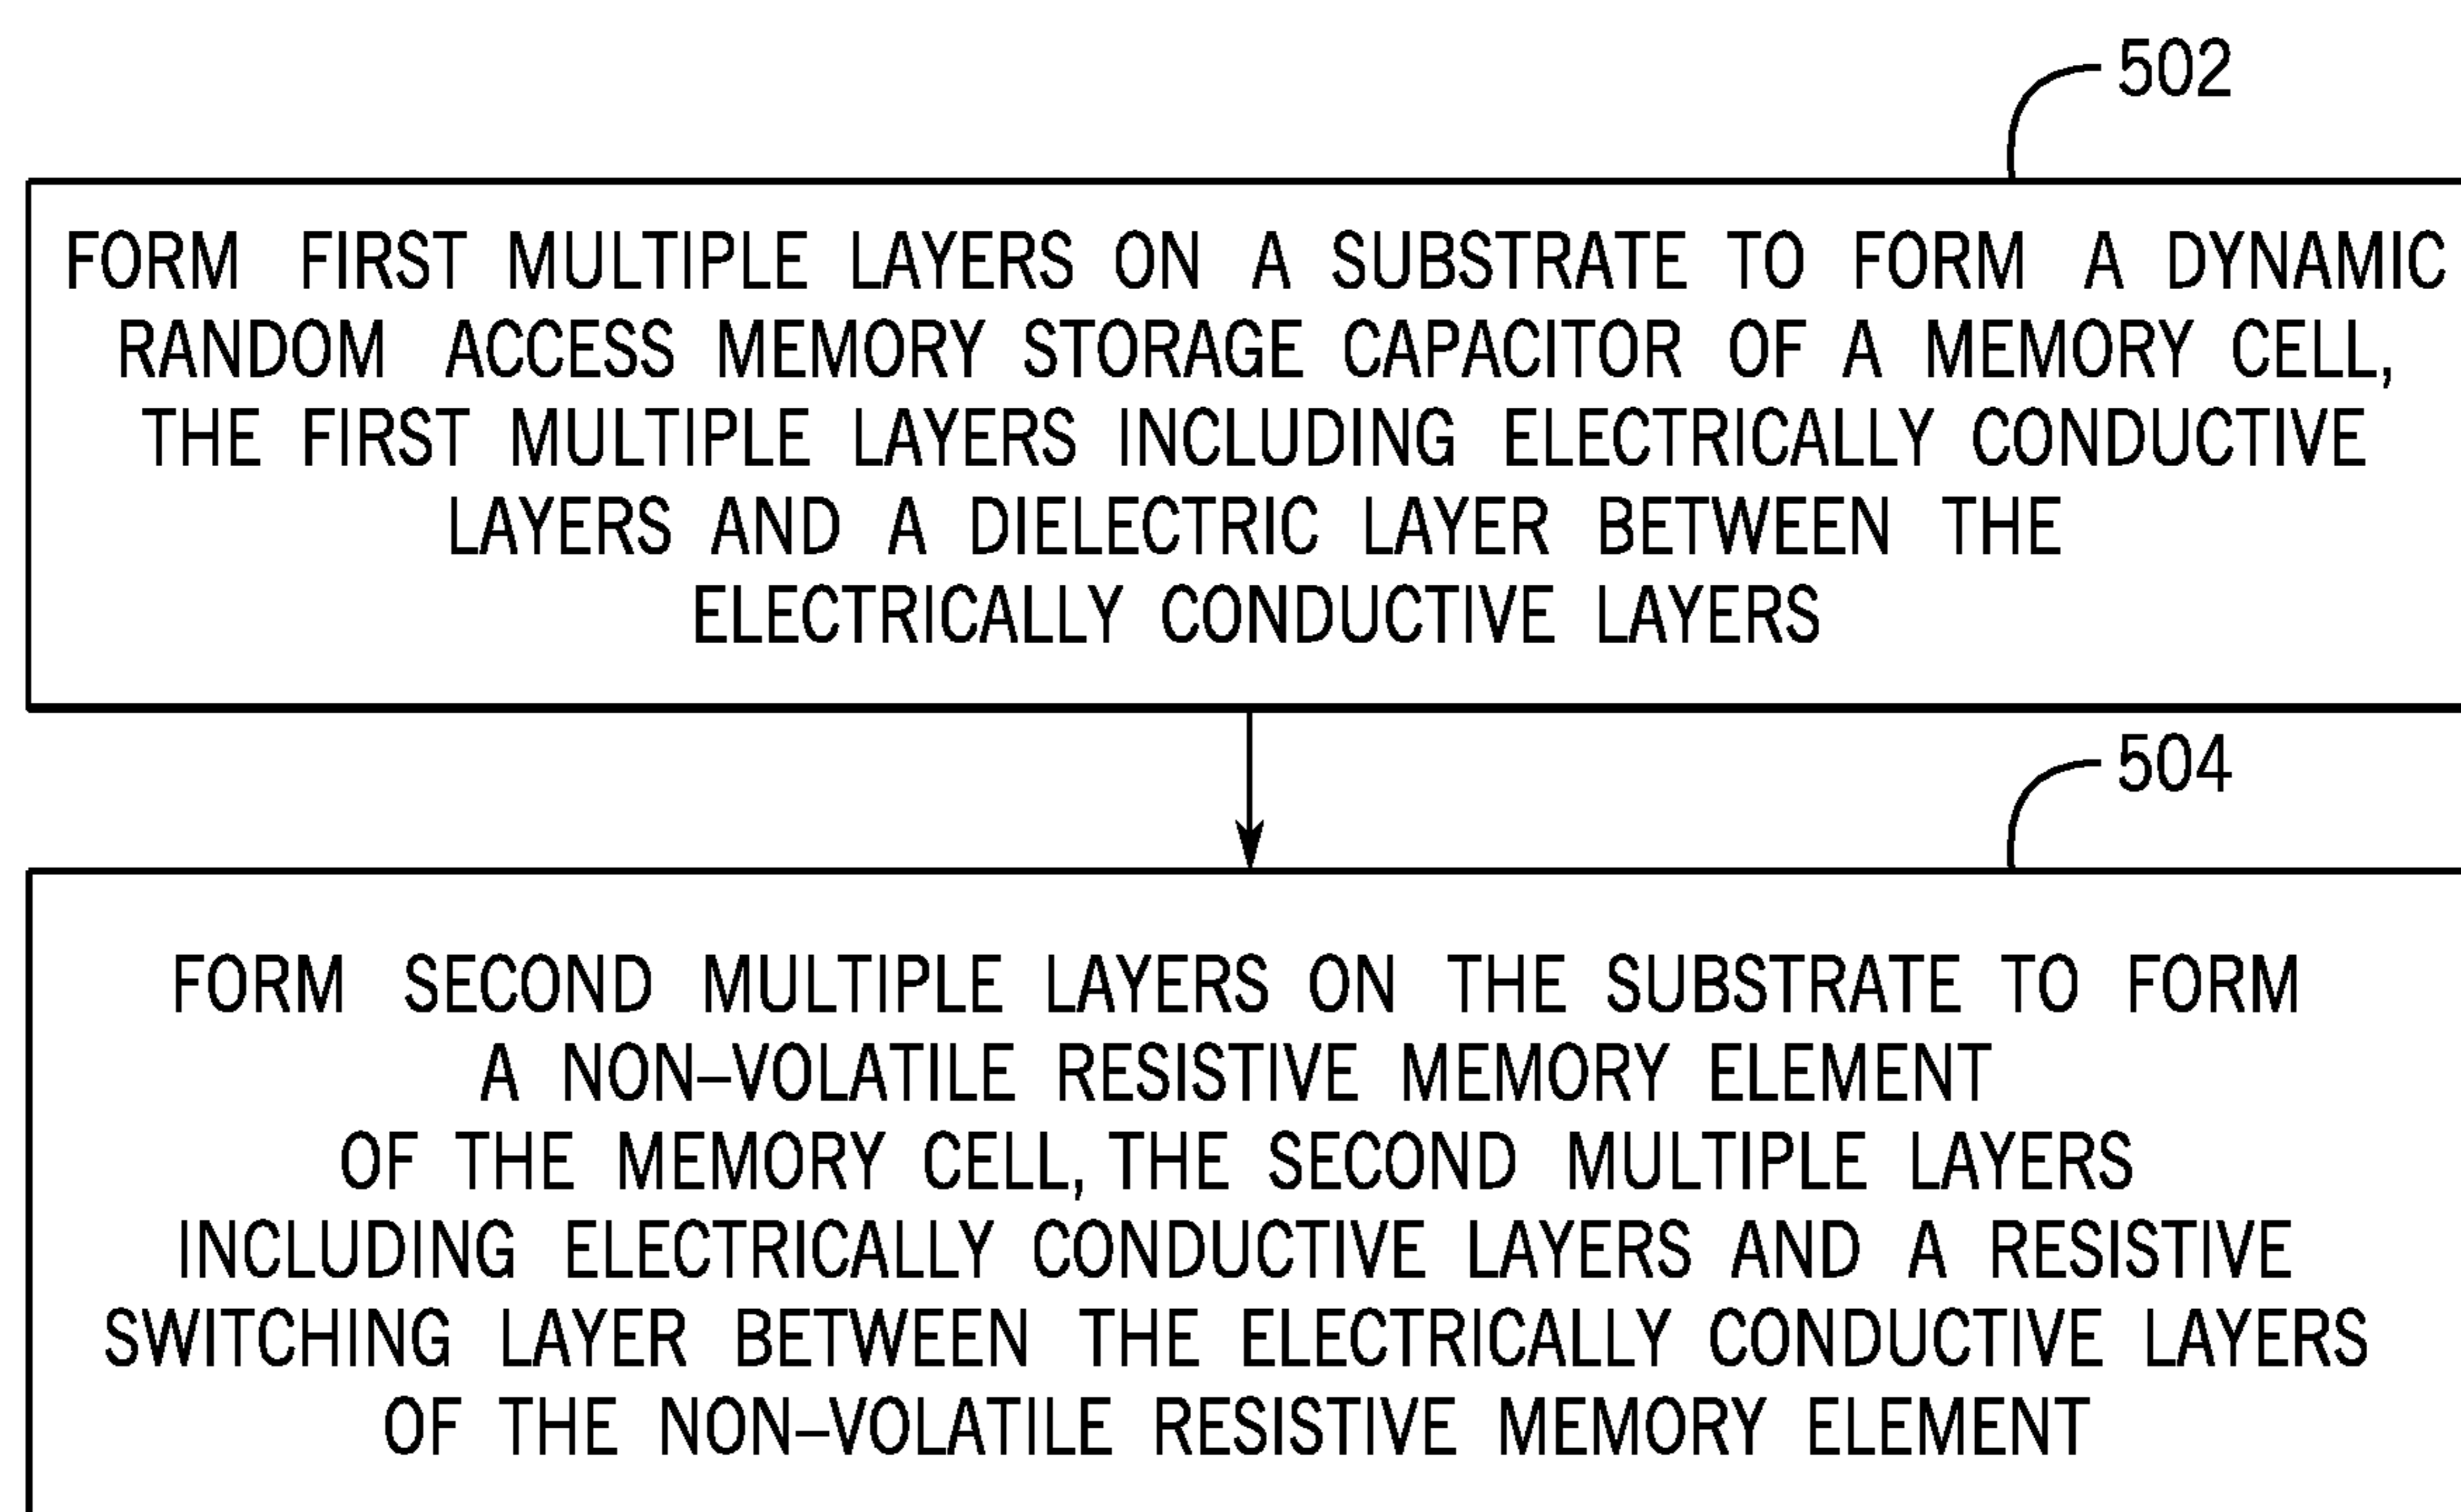 502
FORM FIRST MULTIPLE LAYERS ON A SUBSTRATE TO FORM A DYNAMIC
RANDOM ACCESS MEMORY STORAGE CAPACITOR OF A MEMORY CELL,
THE FIRST MULTIPLE LAYERS INCLUDING ELECTRICALLY CONDUCTIVE
LAYERS AND A DIELECTRIC LAYER BETWEEN THE
ELECTRICALLY CONDUCTIVE LAYERS
504
FORM SECOND MULTIPLE LAYERS ON THE SUBSTRATE TO FORM
A NON–VOLATILE RESISTIVE MEMORY ELEMENT
OF THE MEMORY CELL, THE SECOND MULTIPLE LAYERS
INCLUDING ELECTRICALLY CONDUCTIVE LAYERS AND A RESISTIVE
SWITCHING LAYER BETWEEN THE ELECTRICALLY CONDUCTIVE LAYERS
OF THE NON–VOLATILE RESISTIVE MEMORY ELEMENT